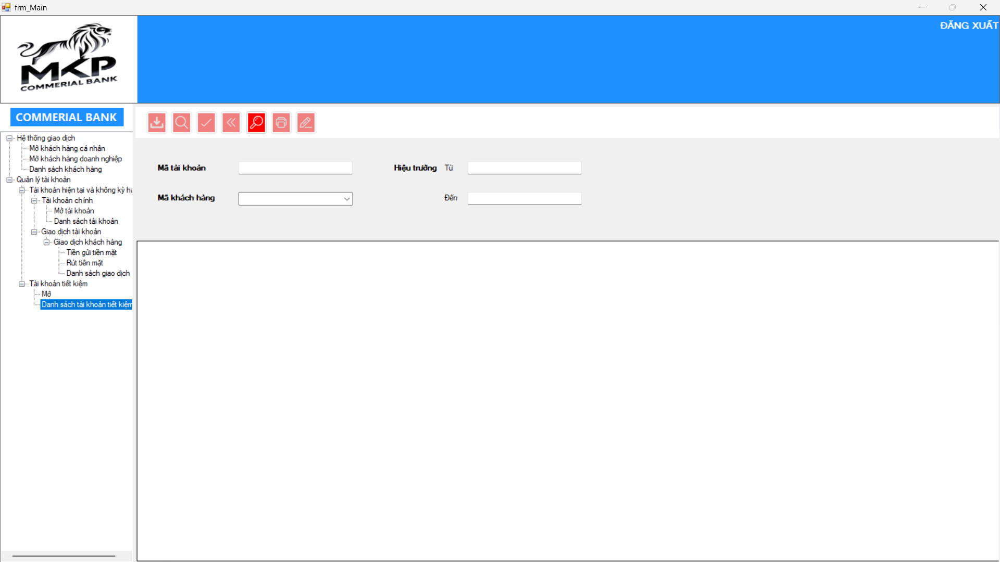 frm_Main
ĐĂNG XUẤT
MKP
COMMERIAL BANK
COMMERIAL BANK
Hệ thống giao dịch
Mở khách hàng cá nhân
Mở khách hàng doanh nghiệp
Danh sách khách hàng
Quản lý tài khoản
Tài khoản hiện tại và không kỳ hạ
Tài khoản chính
Mở tài khoản
Danh sách tài khoản
Giao dịch tài khoản
Giao dịch khách hàng
Tiền gửi tiền mặt
Rút tiền mặt
Danh sách giao dịch
Tài khoản tiết kiệm
Mở
Danh sách tài khoản tiết kiệm
Mã tài khoản
Hiệu trưởng Từ
Mã khách hàng
Đến